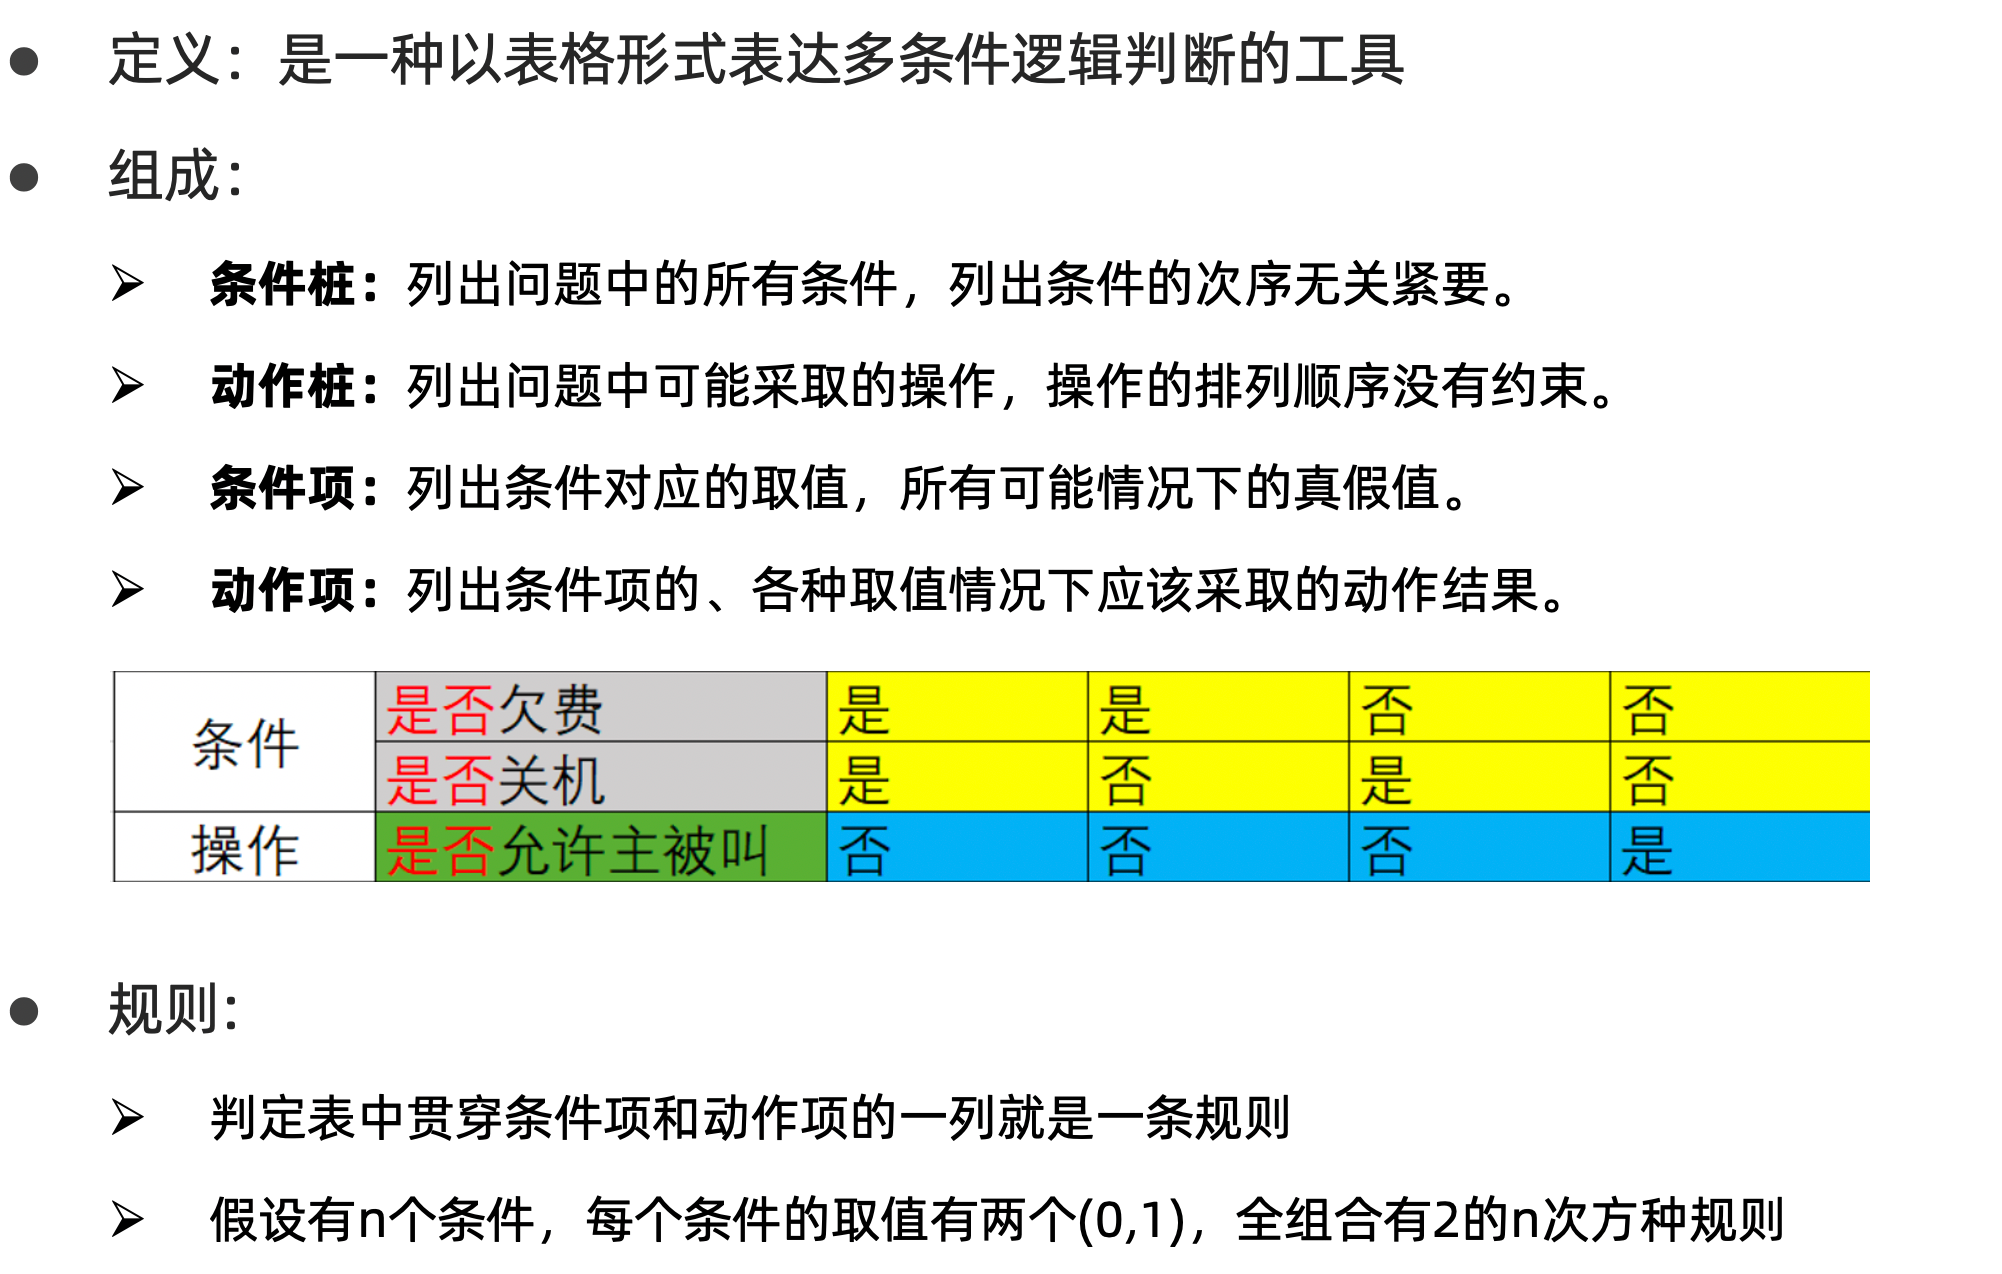 ● 定义：是一种以表格形式表达多条件逻辑判断的工具
● 组成：
➢ 条件桩：列出问题中的所有条件，列出条件的次序无关紧要。
➢ 动作桩：列出问题中可能采取的操作，操作的排列顺序没有约束。
➢ 条件项：列出条件对应的取值，所有可能情况下的真假值。
➢ 动作项：列出条件项的、各种取值情况下应该采取的动作结果。
条件 是否欠费 是 是 否 否
是否关机 是 否 是 否
操作 是否允许主被叫 否 否 否 是
● 规则：
➢ 判定表中贯穿条件项和动作项的一列就是一条规则
➢ 假设有n个条件，每个条件的取值有两个(0,1)，全组合有2的n次方种规则